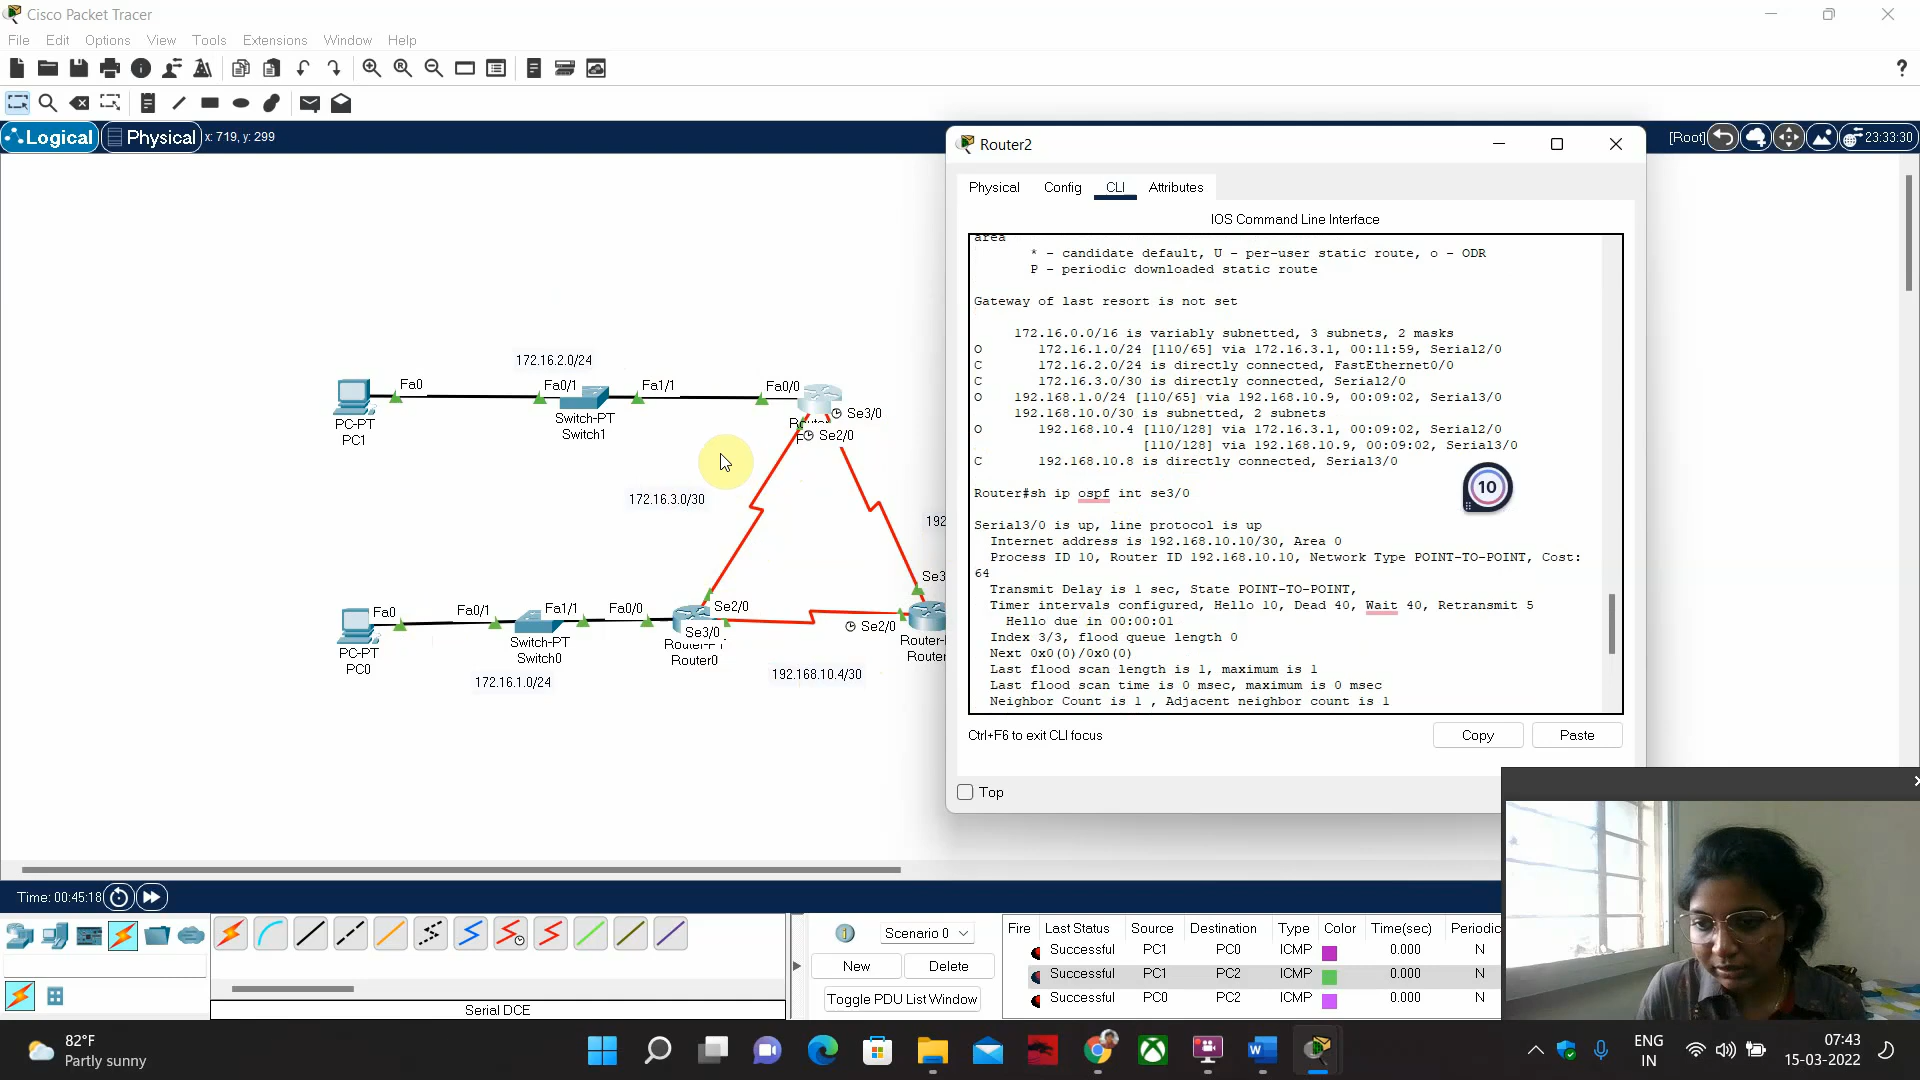 Cisco Packet Tracer
File Edit Options View Tools Extensions Window Help
?
Logical Physical x: 719, y: 299
[Root] 23:33:30
Router2
Physical Config CLI Attributes
IOS Command Line Interface
area
* - candidate default, U - per-user static route, o - ODR
P - periodic downloaded static route
Gateway of last resort is not set
172.16.0.0/16 is variably subnetted, 3 subnets, 2 masks
O 172.16.1.0/24 [110/65] via 172.16.3.1, 00:11:59, Serial2/0
C 172.16.2.0/24 is directly connected, FastEthernet0/0
C 172.16.3.0/30 is directly connected, Serial2/0
O 192.168.1.0/24 [110/65] via 192.168.10.9, 00:09:02, Serial3/0
192.168.10.0/30 is subnetted, 2 subnets
O 192.168.10.4 [110/128] via 172.16.3.1, 00:09:02, Serial2/0
[110/128] via 192.168.10.9, 00:09:02, Serial3/0
C 192.168.10.8 is directly connected, Serial3/0
Router#sh ip ospf int se3/0
Serial3/0 is up, line protocol is up
Internet address is 192.168.10.10/30, Area 0
Process ID 10, Router ID 192.168.10.10, Network Type POINT-TO-POINT, Cost:
64
Transmit Delay is 1 sec, State POINT-TO-POINT,
Timer intervals configured, Hello 10, Dead 40, Wait 40, Retransmit 5
Hello due in 00:00:01
Index 3/3, flood queue length 0
Next 0x0(0)/0x0(0)
Last flood scan length is 1, maximum is 1
Last flood scan time is 0 msec, maximum is 0 msec
Neighbor Count is 1 , Adjacent neighbor count is 1
10
Ctrl+F6 to exit CLI focus
Copy Paste
Top
172.16.2.0/24
Fa0 Fa0/1 Fa1/1 Fa0/0
Se3/0
Se2/0
PC-PT
PC1
Switch-PT
Switch1
172.16.3.0/30
192
Se3
Fa0 Fa0/1 Fa1/1 Fa0/0 Se2/0
Se3/0
Se2/0
PC-PT
PC0
Switch-PT
Switch0
Router-PT
Router0
Router-
Router
172.16.1.0/24
192.168.10.4/30
Time: 00:45:18
Scenario 0
New Delete
Toggle PDU List Window
Serial DCE
Fire Last Status Source Destination Type Color Time(sec) Periodic
Successful PC1 PC0 ICMP 0.000 N
Successful PC1 PC2 ICMP 0.000 N
Successful PC0 PC2 ICMP 0.000 N
82°F
Partly sunny
ENG
IN
07:43
15-03-2022